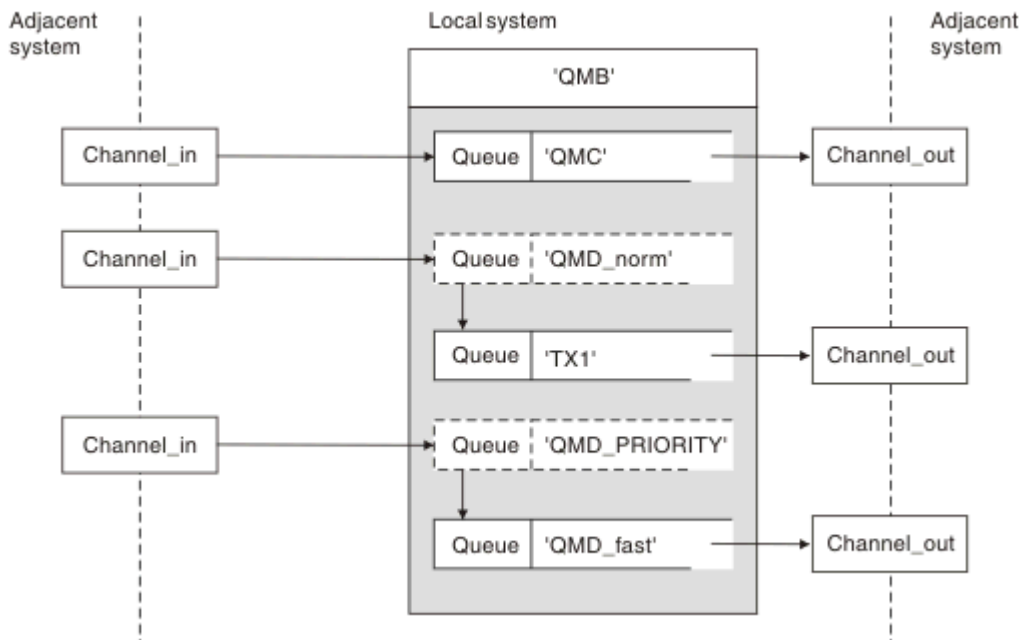 Adjacent
system
Local system
Adjacent
system
'QMB'
Channel_in
Queue 'QMC'
Channel_out
Channel_in
Queue 'QMD_norm'
Queue 'TX1'
Channel_out
Channel_in
Queue 'QMD_PRIORITY'
Queue 'QMD_fast'
Channel_out